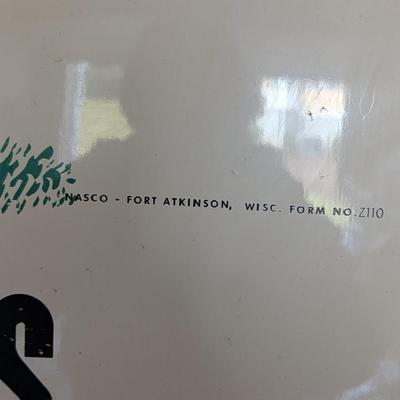 NASCO - FORT ATKINSON, WISC. FORM NO.Z110